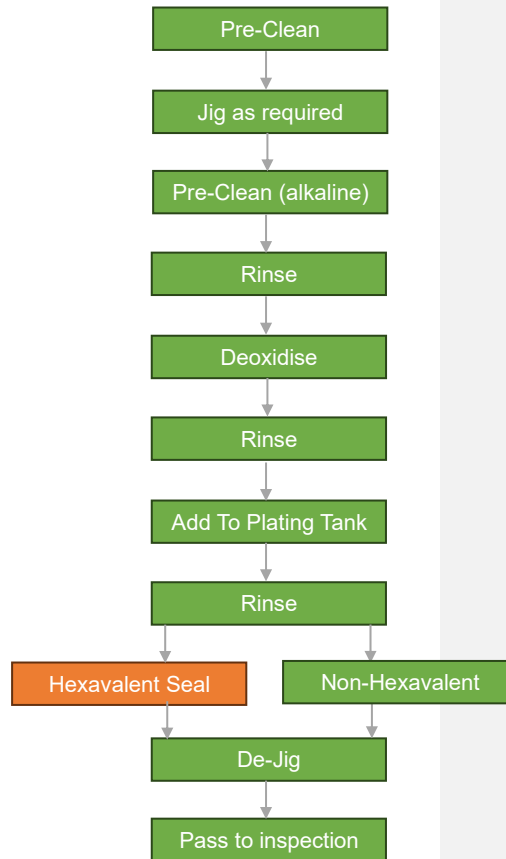 Pre-Clean
Jig as required
Pre-Clean (alkaline)
Rinse
Deoxidise
Rinse
Add To Plating Tank
Rinse
Hexavalent Seal
Non-Hexavalent
De-Jig
Pass to inspection